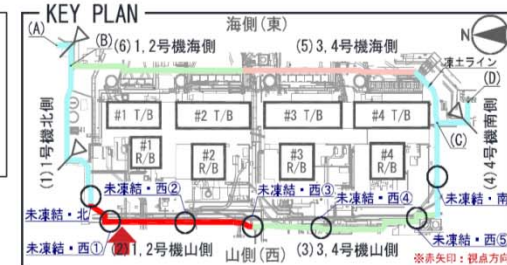 KEY PLAN
海側(東)
N
(A)
(B)
(6)1,2号機海側
(5)3,4号機海側
凍土ライン
(D)
#1 T/B
#2 T/B
#3 T/B
#4 T/B
(C)
(1)1号機北側
#1
R/B
#2
R/B
#3
R/B
#4
R/B
(4)4号機南側
未凍結・西②
未凍結・西③
未凍結・西④
未凍結・南
未凍結・北
未凍結・西①
(2)1,2号機山側
山側(西)
(3)3,4号機山側
未凍結・西⑤
※赤矢印:視点方向